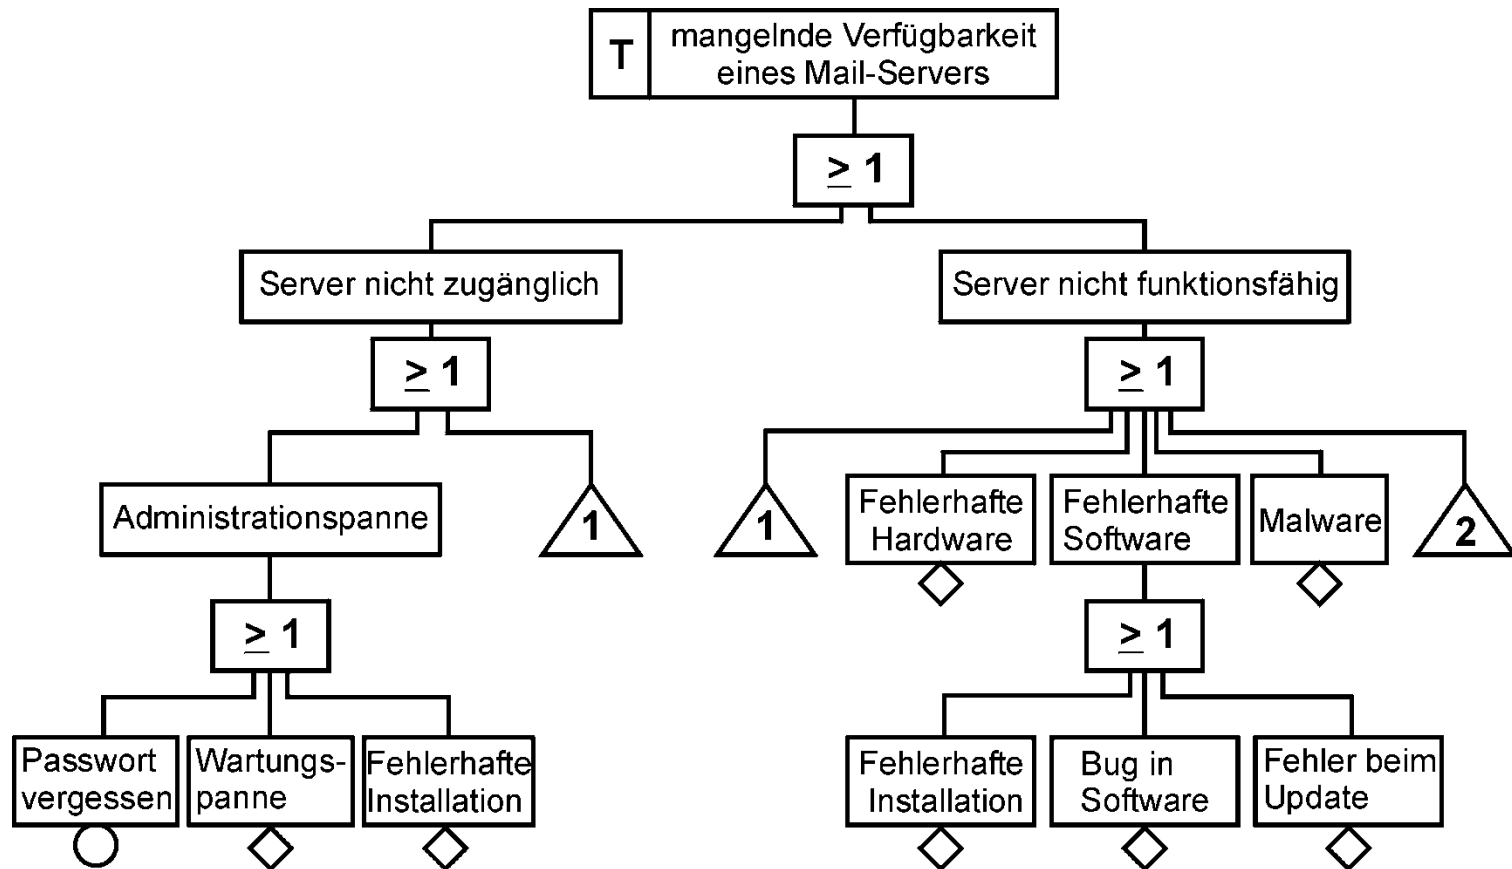 T
mangelnde Verfügbarkeit
eines Mail-Servers
≥ 1
Server nicht zugänglich
Server nicht funktionsfähig
≥ 1
≥ 1
Administrationspanne
1
1
Fehlerhafte
Hardware
Fehlerhafte
Software
Malware
2
≥ 1
≥ 1
Passwort
vergessen
Wartungs-
panne
Fehlerhafte
Installation
Fehlerhafte
Installation
Bug in
Software
Fehler beim
Update